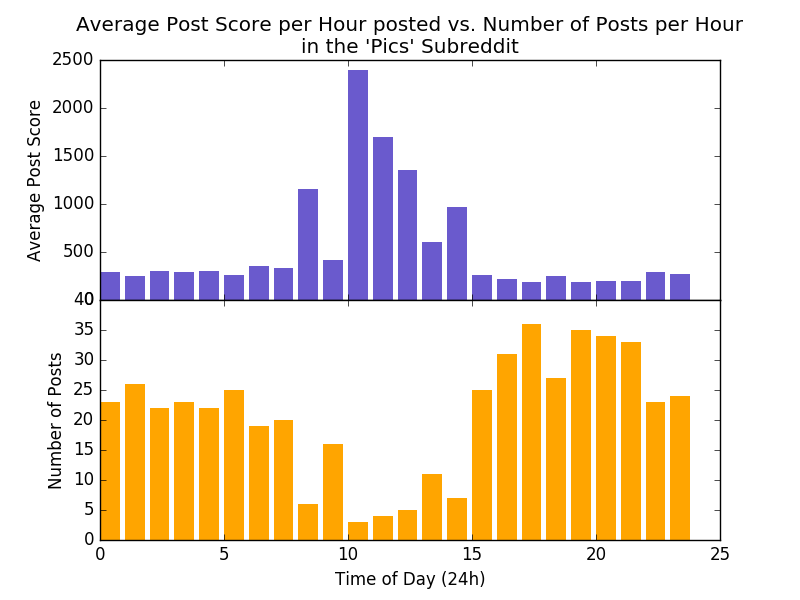 Average Post Score per Hour posted vs. Number of Posts per Hour
in the 'Pics' Subreddit
2500
2000
1500
1000
500
0
Average Post Score
40
35
30
25
20
15
10
5
0
Number of Posts
0 5 10 15 20 25
Time of Day (24h)